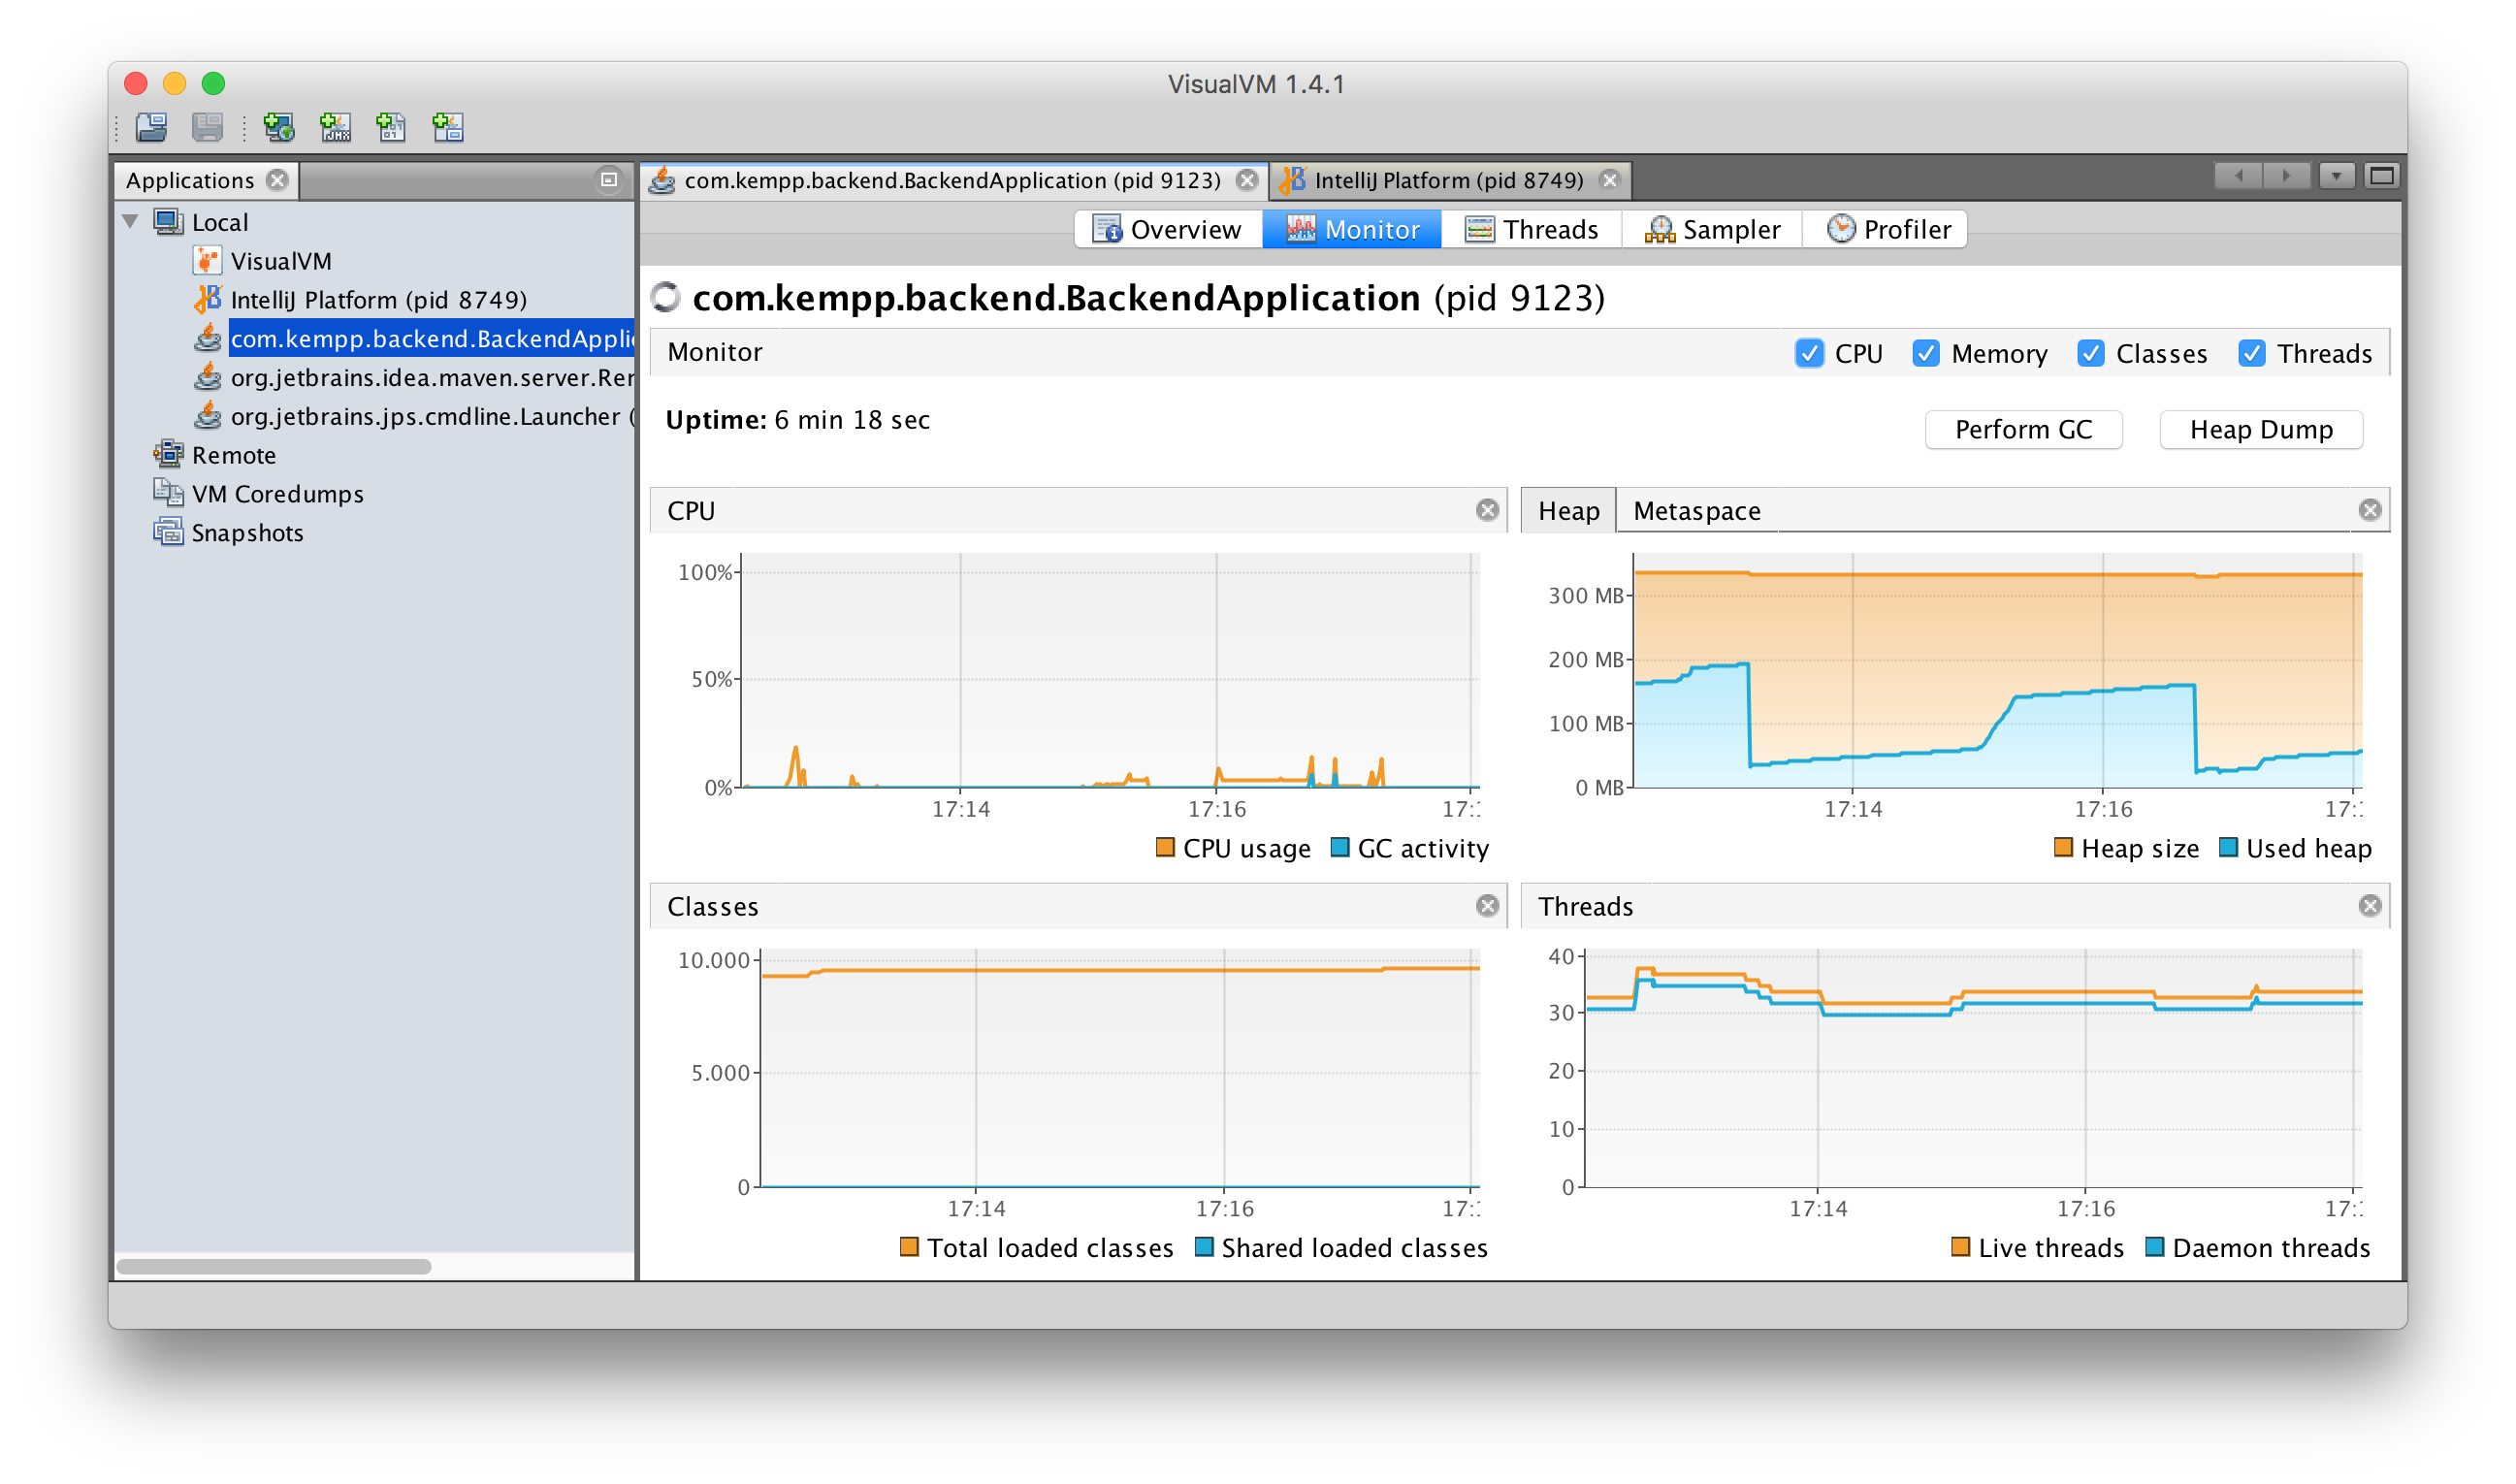 VisualVM 1.4.1
JMX
Applications
com.kempp.backend.BackendApplication (pid 9123)
IntelliJ Platform (pid 8749)
Local
VisualVM
IntelliJ Platform (pid 8749)
com.kempp.backend.BackendApplic
org.jetbrains.idea.maven.server.Rer
org.jetbrains.jps.cmdline.Launcher (
Remote
VM Coredumps
Snapshots
Overview
Monitor
Threads
Sampler
Profiler
com.kempp.backend.BackendApplication (pid 9123)
Monitor
CPU
Memory
Classes
Threads
Uptime: 6 min 18 sec
Perform GC
Heap Dump
CPU
100%
50%
0%
17:14
17:16
17:
CPU usage
GC activity
Heap
Metaspace
300 MB
200 MB
100 MB
0 MB
17:14
17:16
17:
Heap size
Used heap
Classes
10.000
5.000
0
17:14
17:16
17:
Total loaded classes
Shared loaded classes
Threads
40
30
20
10
0
17:14
17:16
17:
Live threads
Daemon threads